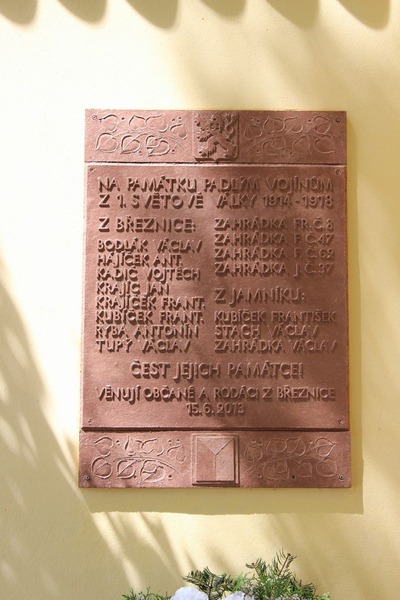 NA PAMÁTKU PADLÝM VOJÍNŮM
Z 1. SVĚTOVÉ VÁLKY 1914-1918
Z BŘEZNICE:
BODLÁK VÁCLAV
HÁJÍČEK ANT.
KADIČ VOJTĚCH
KRAJÍC JAN
KRAJÍČEK FRANT.
KUBÍČEK FRANT.
RYBA ANTONÍN
TUPÝ VÁCLAV
ZAHRÁDKA FR.Č.8
ZAHRÁDKA F.Č.47
ZAHRÁDKA F.Č.65
ZAHRÁDKA J.Č.37
Z JAMNÍKU:
KUBÍČEK FRANTIŠEK
STACH VÁCLAV
ZAHRÁDKA VÁCLAV
ČEST JEJICH PAMÁTCE!
VĚNUJÍ OBČANÉ A RODÁCI Z BŘEZNICE
15.6.2013